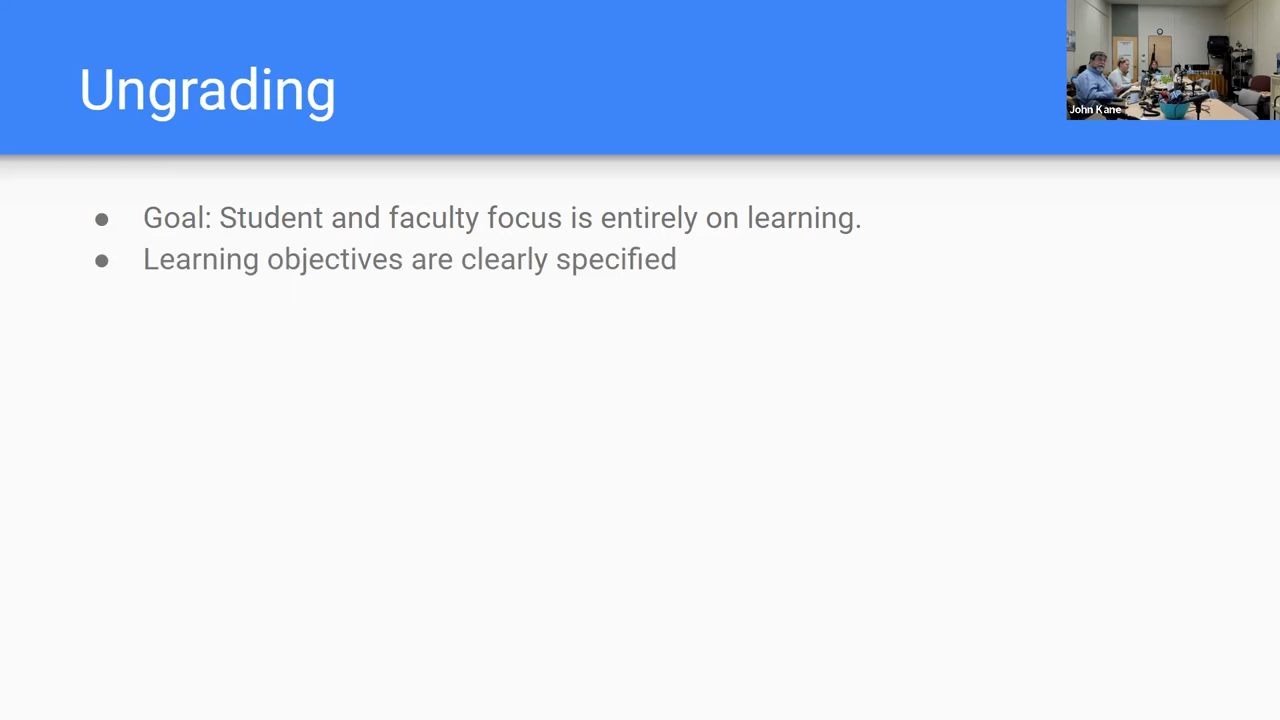 Ungrading
John Kane
● Goal: Student and faculty focus is entirely on learning.
● Learning objectives are clearly specified